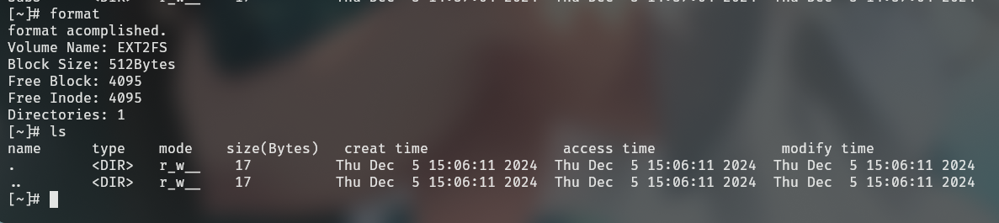 [~]# format
format acomplished.
Volume Name: EXT2FS
Block Size: 512Bytes
Free Block: 4095
Free Inode: 4095
Directories: 1
[~]# ls
name      type    mode    size(Bytes)   creat time                access time               modify time
.         <DIR>   r_w__    17          Thu Dec  5 15:06:11 2024  Thu Dec  5 15:06:11 2024  Thu Dec  5 15:06:11 2024
..        <DIR>   r_w__    17          Thu Dec  5 15:06:11 2024  Thu Dec  5 15:06:11 2024  Thu Dec  5 15:06:11 2024
[~]#